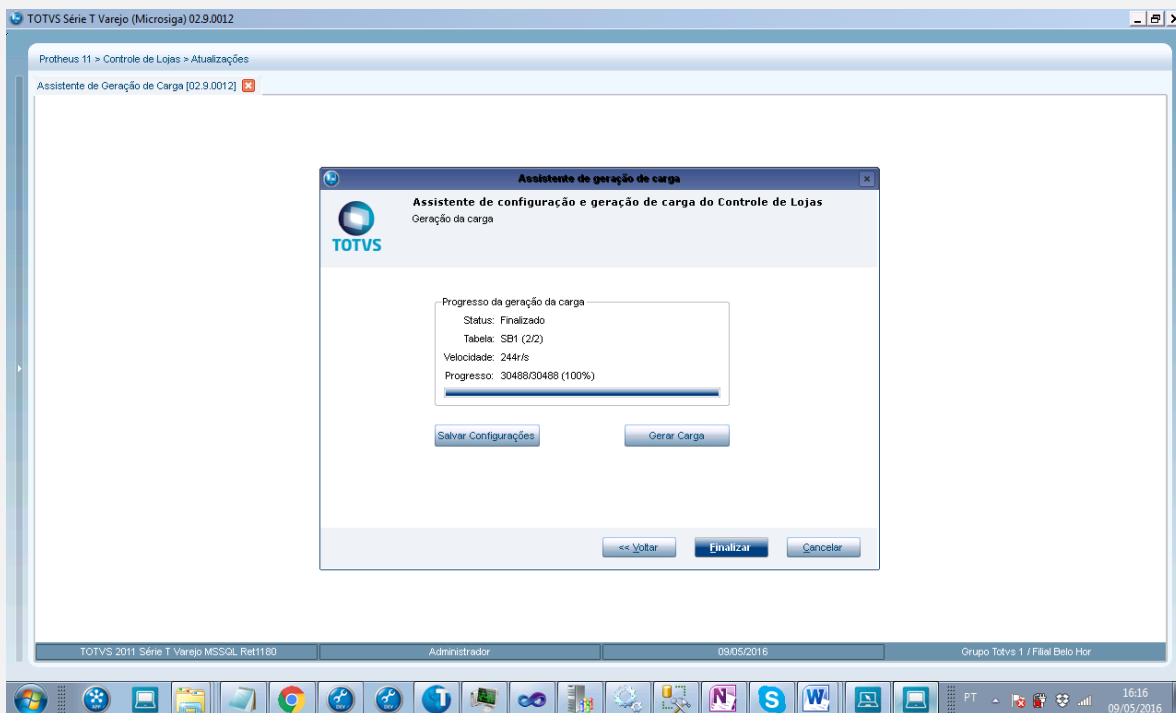 TOTVS Série T Varejo (Microsiga) 02.9.0012
Protheus 11 > Controle de Lojas > Atualizações
Assistente de Geração de Carga [02.9.0012]
Assistente de geração de carga
Assistente de configuração e geração de carga do Controle de Lojas
Geração da carga
TOTVS
Progresso da geração da carga
Status: Finalizado
Tabela: SB1 (2/2)
Velocidade: 244r/s
Progresso: 30488/30488 (100%)
Salvar Configurações Gerar Carga
<< Voltar Finalizar Cancelar
TOTVS 2011 Série T Varejo MSSQL Ret1180 Administrador 09/05/2016 Grupo Totvs 1 / Filial Belo Hor
PT 16:16
09/05/2016